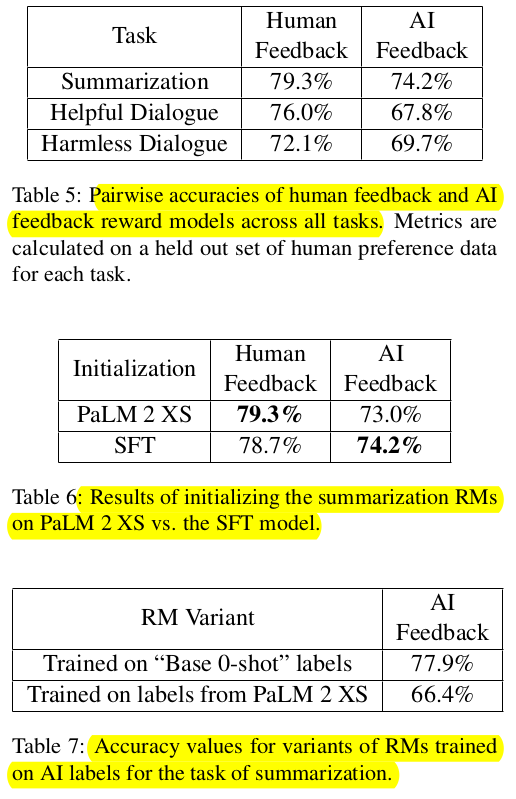 Task Human Feedback AI Feedback
Summarization 79.3% 74.2%
Helpful Dialogue 76.0% 67.8%
Harmless Dialogue 72.1% 69.7%
Table 5: Pairwise accuracies of human feedback and AI
feedback reward models across all tasks. Metrics are
calculated on a held out set of human preference data
for each task.
Initialization Human Feedback AI Feedback
PaLM 2 XS 79.3% 73.0%
SFT 78.7% 74.2%
Table 6: Results of initializing the summarization RMs
on PaLM 2 XS vs. the SFT model.
RM Variant AI Feedback
Trained on “Base 0-shot” labels 77.9%
Trained on labels from PaLM 2 XS 66.4%
Table 7: Accuracy values for variants of RMs trained
on AI labels for the task of summarization.